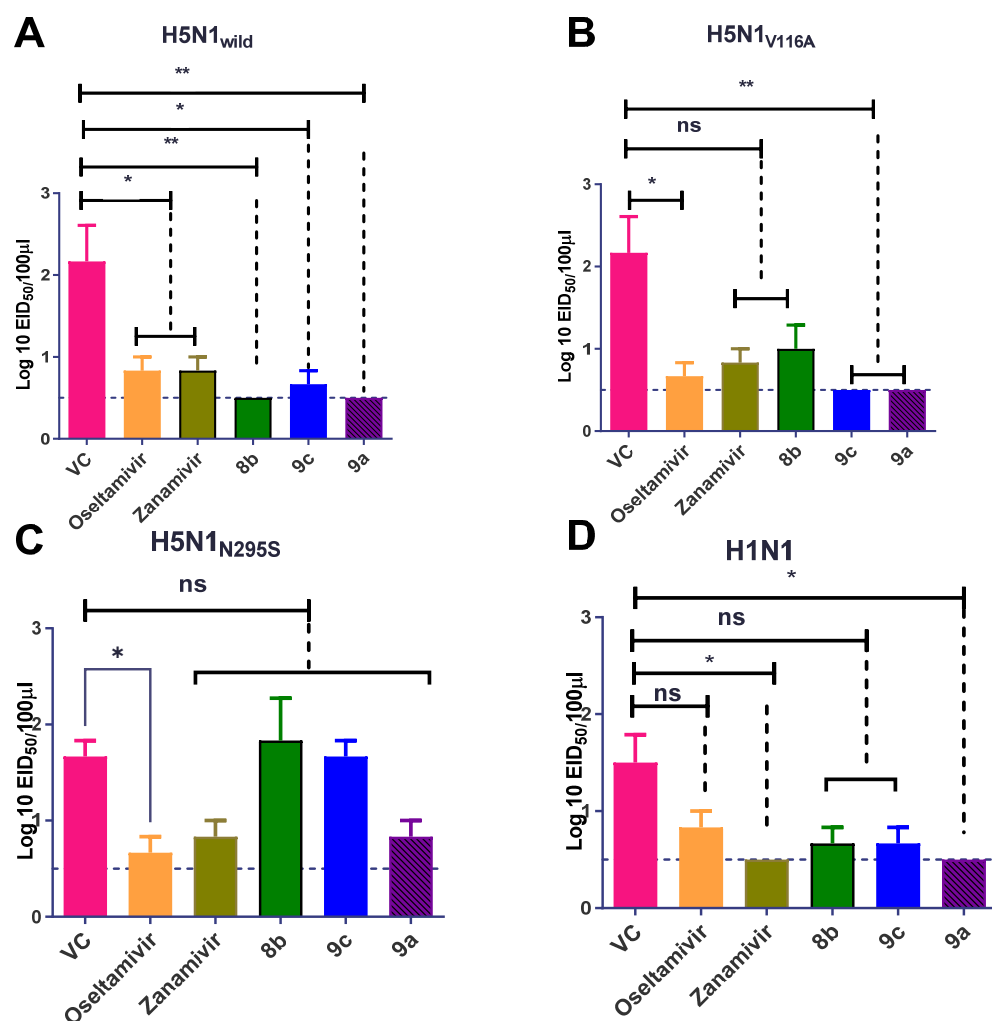 A
H5N1wild
**
*
**
*
Log 10 EID50/100µl
3
2
1
0
VC
Oseltamivir
Zanamivir
8b
9c
9a
B
H5N1V116A
**
ns
*
Log 10 EID50/100µl
3
2
1
0
VC
Oseltamivir
Zanamivir
8b
9c
9a
C
H5N1N295S
ns
*
Log 10 EID50/100µl
3
2
1
0
VC
Oseltamivir
Zanamivir
8b
9c
9a
D
H1N1
*
ns
*
ns
Log 10 EID50/100µl
3
2
1
0
VC
Oseltamivir
Zanamivir
8b
9c
9a